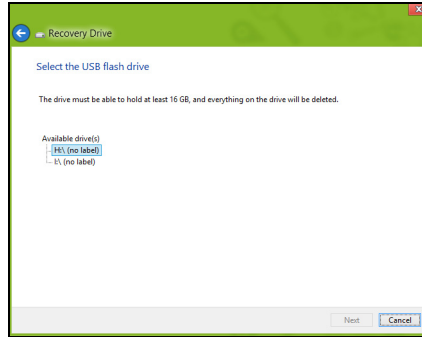 Recovery Drive
Select the USB flash drive
The drive must be able to hold at least 16 GB, and everything on the drive will be deleted.
Available drive(s)
H:\ (no label)
I:\ (no label)
Next
Cancel